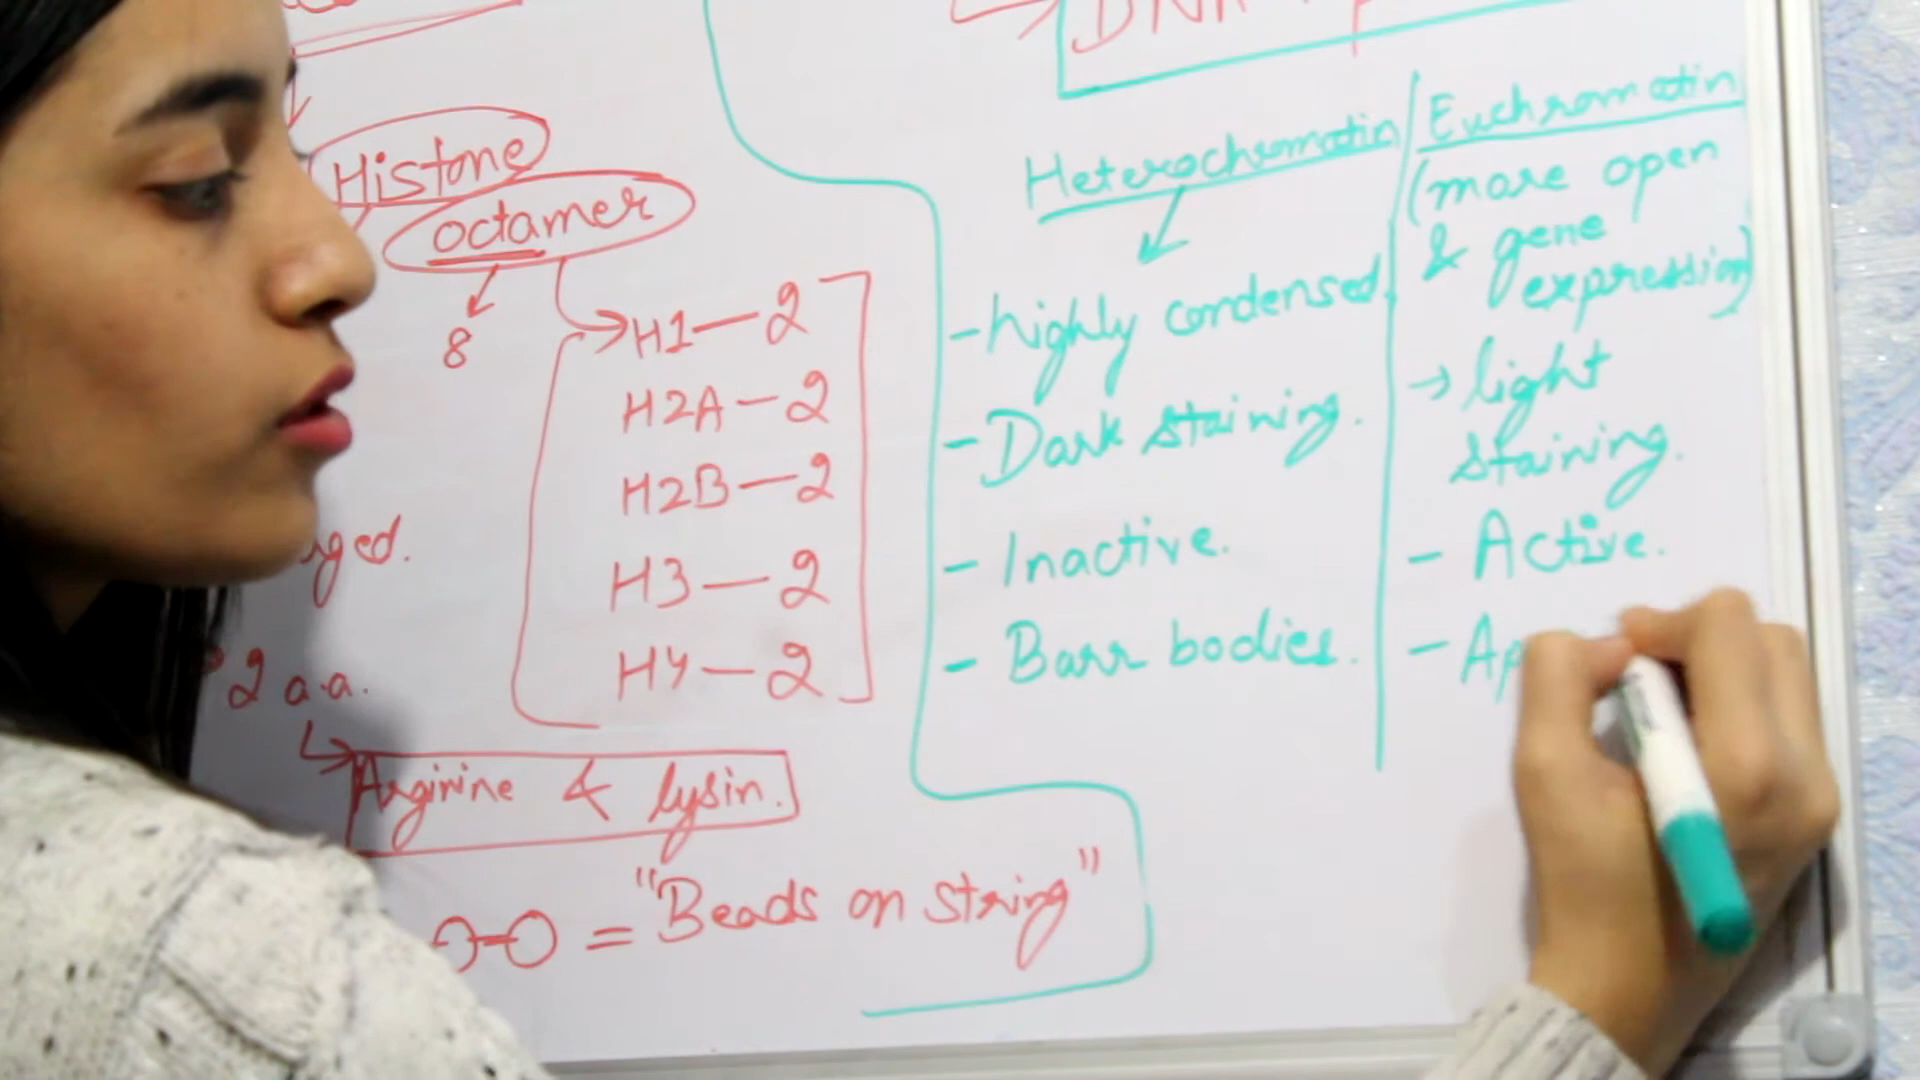 Histone
octamer
8
H1 — 2
H2A — 2
H2B — 2
H3 — 2
H4 — 2
2 a.a.
Arginine & lysin.
= "Beads on string"
DNA
Heterochromatin
- highly condensed.
- Dark staining.
- Inactive.
- Barr bodies.
Euchromatin
(more open
& gene
expression)
→ light
staining.
- Active.
- Ap